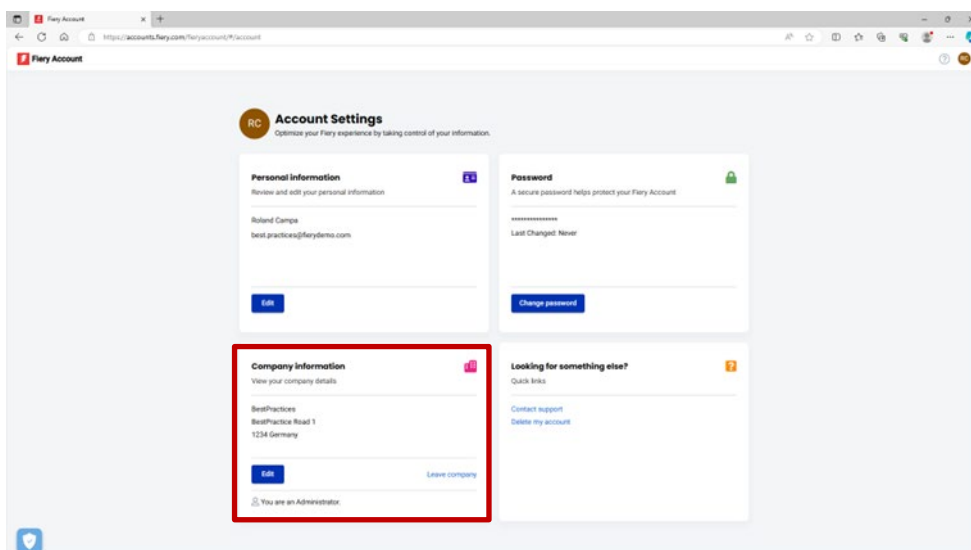 Fiery Account
https://accounts.fiery.com/fieryaccount/#/account
Fiery Account
RC
RC
Account Settings
Optimize your Fiery experience by taking control of your information.
Personal information
Review and edit your personal information
Roland Campa
best.practices@fierydemo.com
Edit
Password
A secure password helps protect your Fiery Account
***************
Last Changed: Never
Change password
Company information
View your company details
BestPractices
BestPractice Road 1
1234 Germany
Edit
Leave company
You are an Administrator.
Looking for something else?
Quick links
Contact support
Delete my account